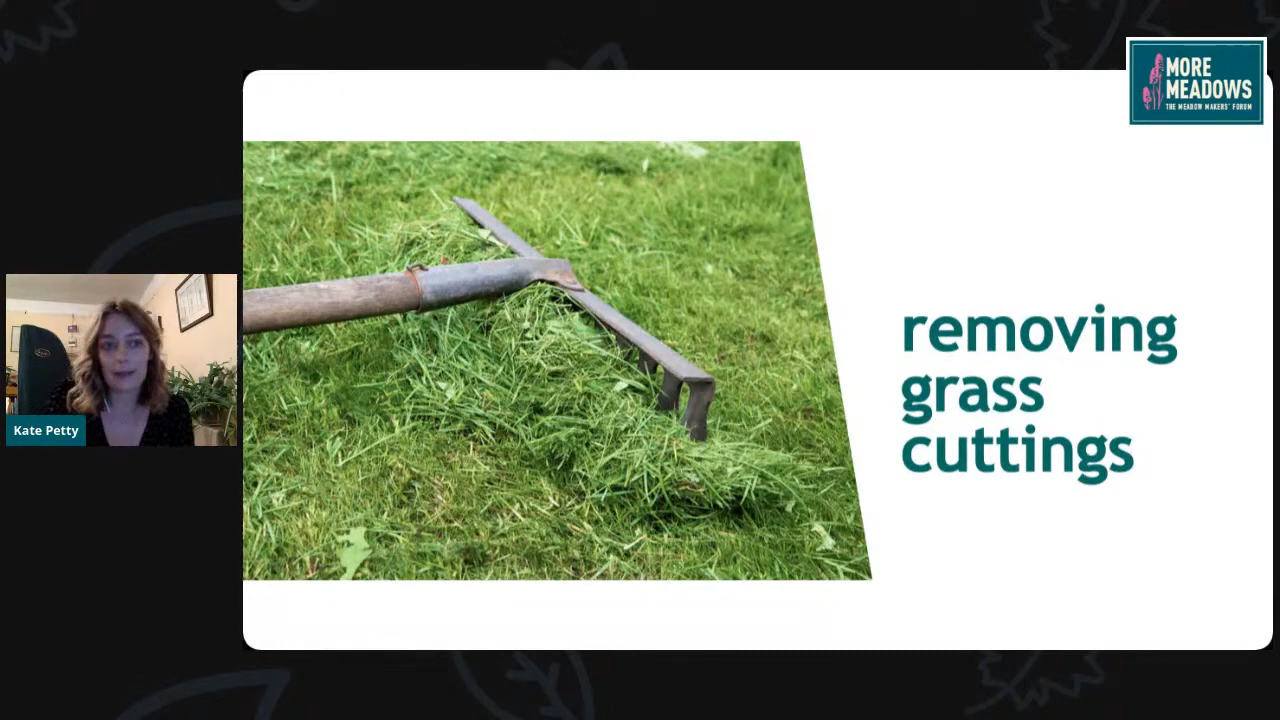 MORE
MEADOWS
THE MEADOW MAKERS' FORUM
removing
grass
cuttings
Kate Petty